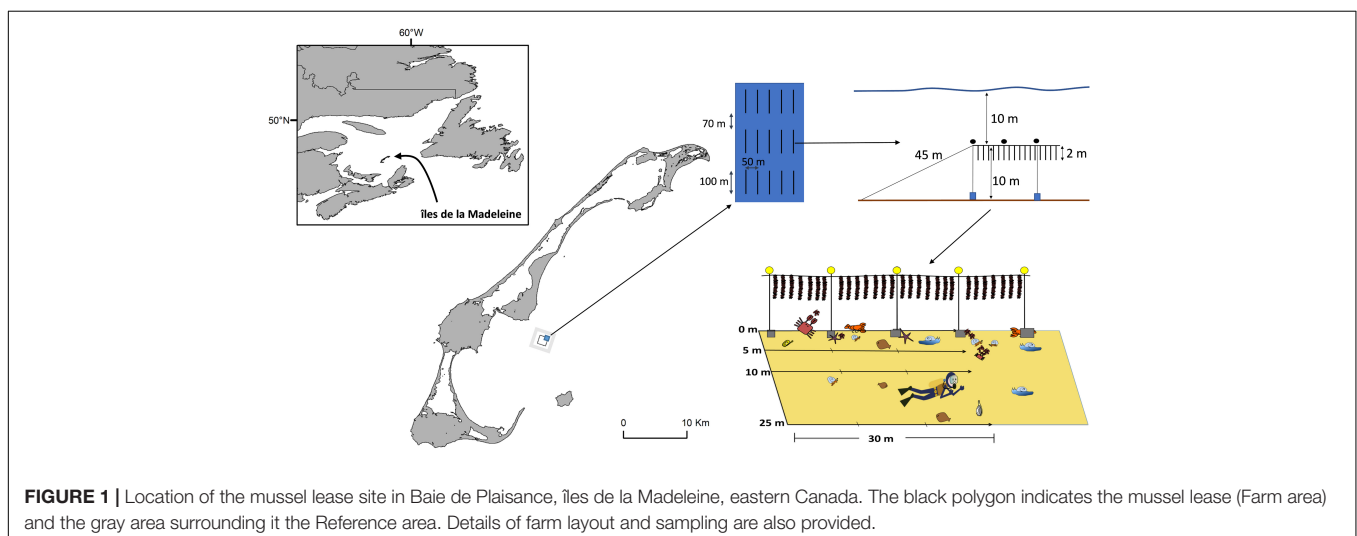 60°W
50°N
îles de la Madeleine
70 m
50 m
100 m
10 m
45 m
2 m
10 m
0 m
5 m
10 m
25 m
30 m
0 10 Km
FIGURE 1 | Location of the mussel lease site in Baie de Plaisance, îles de la Madeleine, eastern Canada. The black polygon indicates the mussel lease (Farm area)
and the gray area surrounding it the Reference area. Details of farm layout and sampling are also provided.